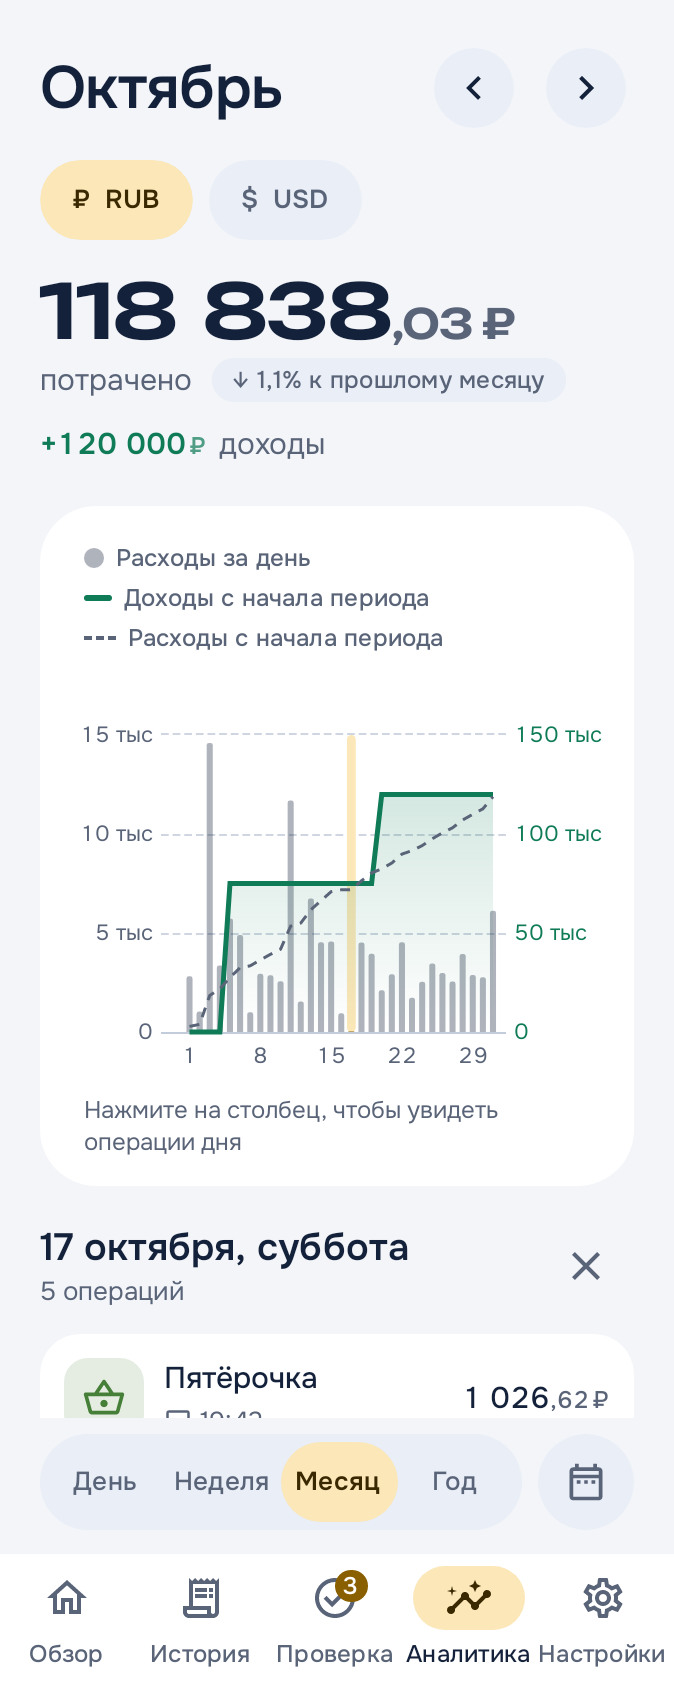 Октябрь
₽ RUB
$ USD
118 838,03 ₽
потрачено
↓ 1,1% к прошлому месяцу
+120 000 ₽ доходы
Расходы за день
Доходы с начала периода
Расходы с начала периода
15 тыс
150 тыс
10 тыс
100 тыс
5 тыс
50 тыс
0
0
1 8 15 22 29
Нажмите на столбец, чтобы увидеть
операции дня
17 октября, суббота
5 операций
Пятёрочка
1 026,62 ₽
День Неделя Месяц Год
3
Обзор История Проверка Аналитика Настройки